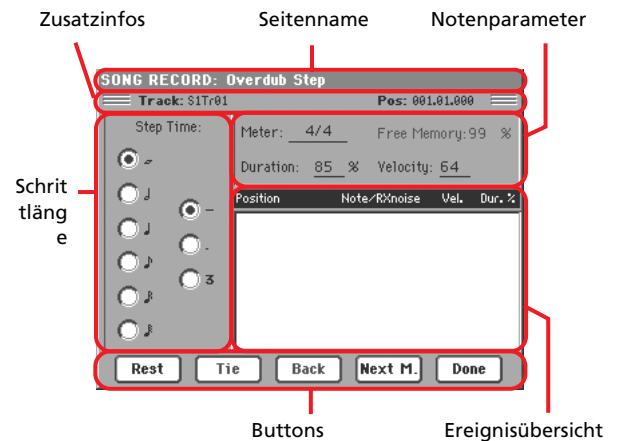 Zusatzinfos
Seitenname
Notenparameter
SONG RECORD: Overdub Step
Track: S1Tr01
Pos: 001.01.000
Step Time:
Meter: 4/4
Free Memory:99 %
Duration: 85 %
Velocity: 64
Schrit
tläng
e
Position Note/RXnoise Vel. Dur.%
-
.
3
Rest
Tie
Back
Next M.
Done
Buttons
Ereignisübersicht